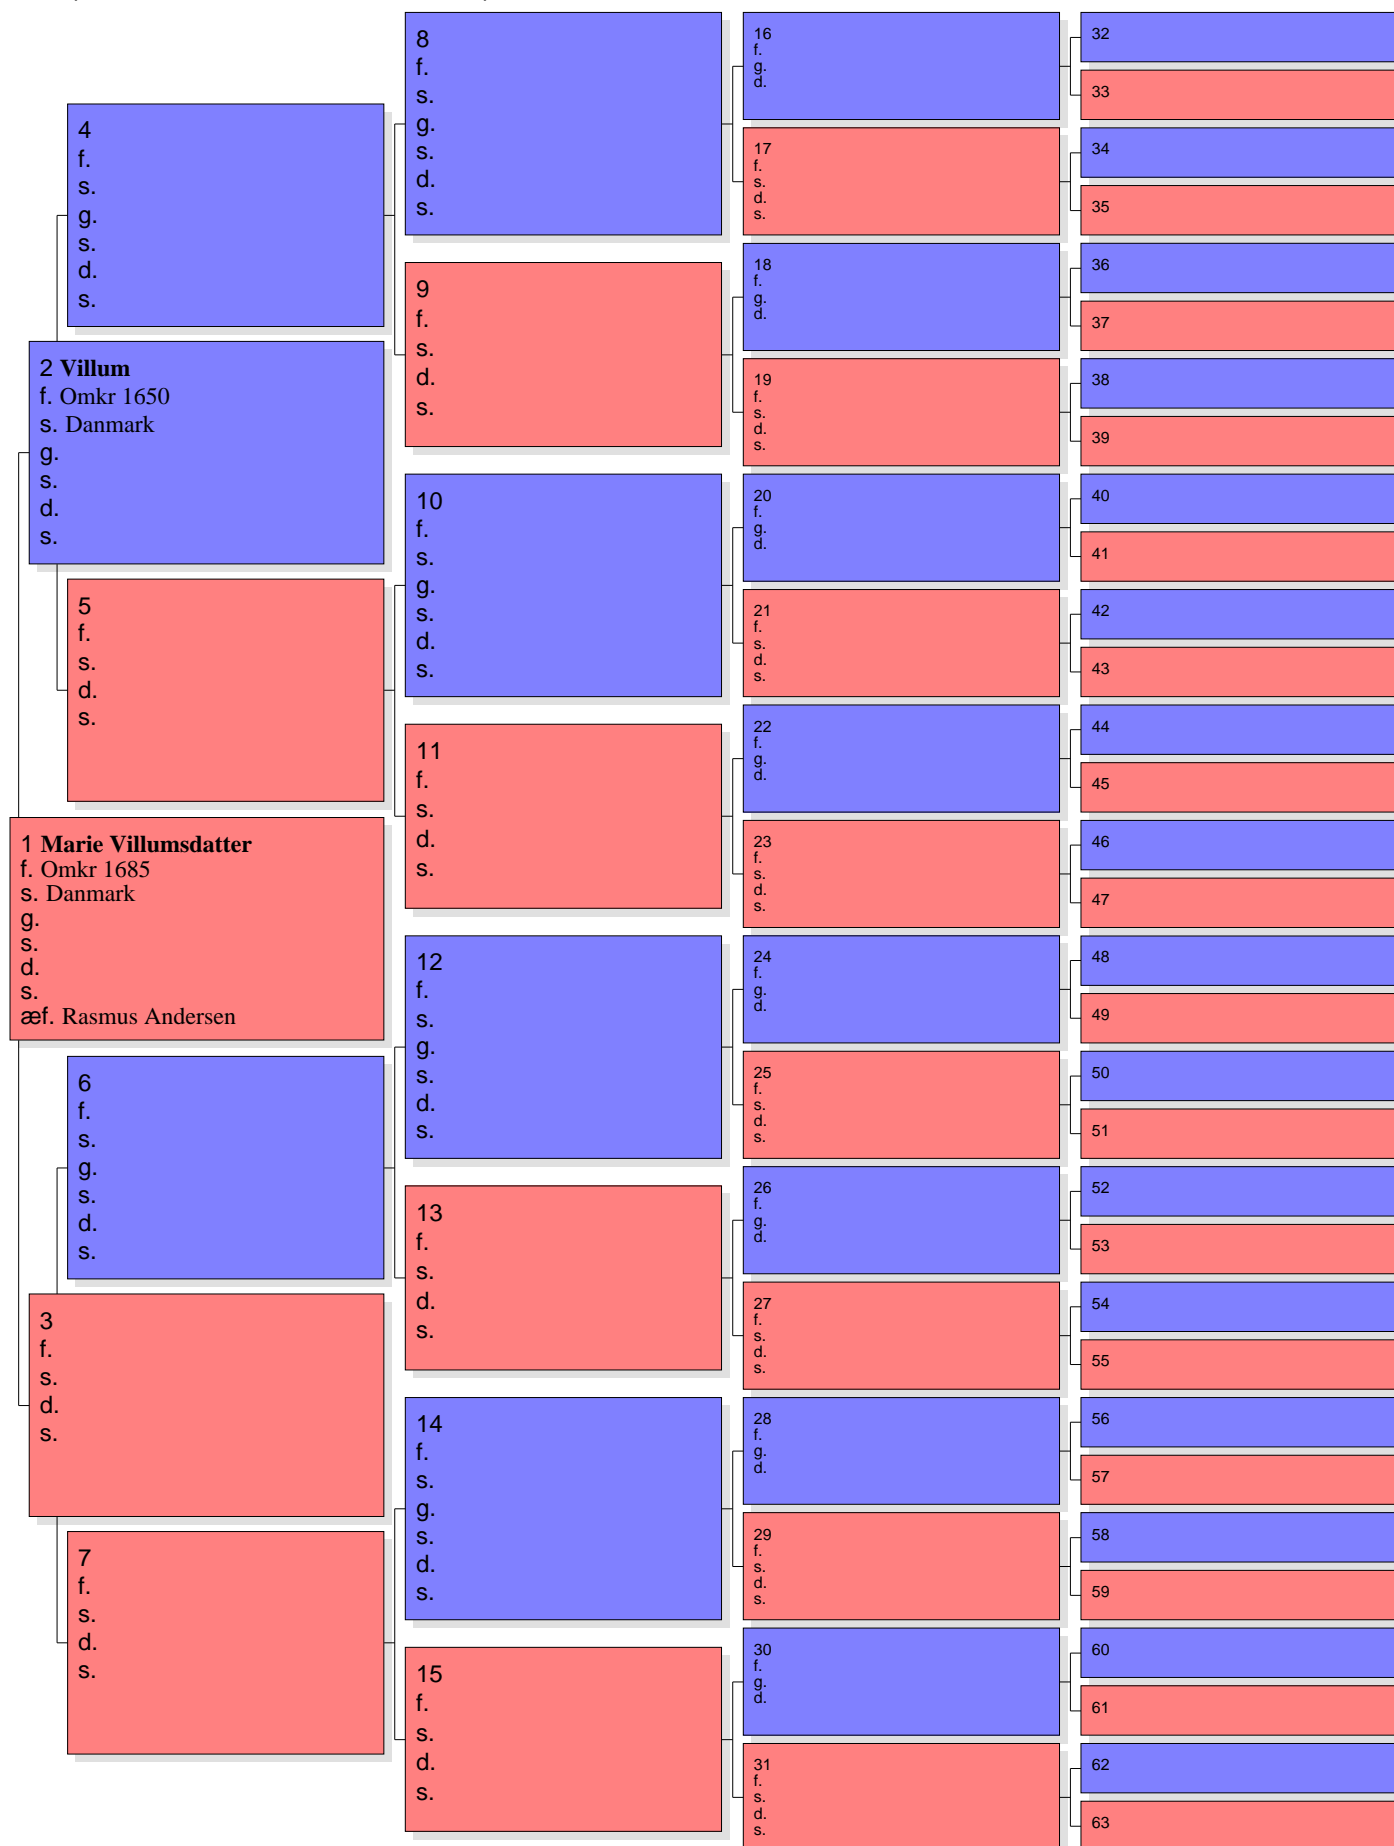 1 Marie Villumsdatter
f. Omkr 1685
s. Danmark
g.
s.
d.
s.
æf. Rasmus Andersen
2 Villum
f. Omkr 1650
s. Danmark
g.
s.
d.
s.
3
f.
s.
d.
s.
4
f.
s.
g.
s.
d.
s.
5
f.
s.
d.
s.
6
f.
s.
g.
s.
d.
s.
7
f.
s.
d.
s.
8
f.
s.
g.
s.
d.
s.
9
f.
s.
d.
s.
10
f.
s.
g.
s.
d.
s.
11
f.
s.
d.
s.
12
f.
s.
g.
s.
d.
s.
13
f.
s.
d.
s.
14
f.
s.
g.
s.
d.
s.
15
f.
s.
d.
s.
16
f.
g.
d.
17
f.
s.
d.
s.
18
f.
g.
d.
19
f.
s.
d.
s.
20
f.
g.
d.
21
f.
s.
d.
s.
22
f.
g.
d.
23
f.
s.
d.
s.
24
f.
g.
d.
25
f.
s.
d.
s.
26
f.
g.
d.
27
f.
s.
d.
s.
28
f.
g.
d.
29
f.
s.
d.
s.
30
f.
g.
d.
31
f.
s.
d.
s.
32
33
34
35
36
37
38
39
40
41
42
43
44
45
46
47
48
49
50
51
52
53
54
55
56
57
58
59
60
61
62
63